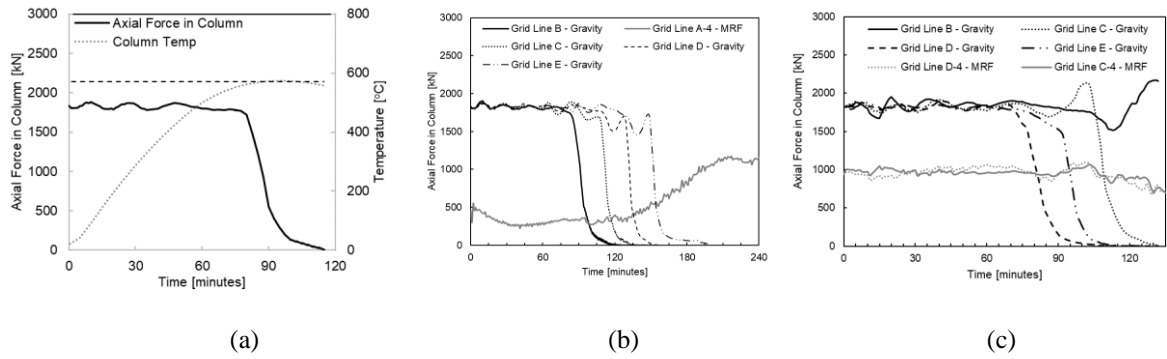 3000
2500
2000
1500
1000
500
0
Axial Force in Column [kN]
Axial Force in Column
Column Temp
800
600
400
200
0
Temperature [°C]
0 30 60 90 120
Time [minutes]
(a)
3000
2500
2000
1500
1000
500
0
Axial Force in Column [kN]
Grid Line B - Gravity
Grid Line A-4 - MRF
Grid Line C - Gravity
Grid Line D - Gravity
Grid Line E - Gravity
0 60 120 180 240
Time [minutes]
(b)
3000
2500
2000
1500
1000
500
0
Axial Force in Column [kN]
Grid Line B - Gravity
Grid Line C - Gravity
Grid Line D - Gravity
Grid Line E - Gravity
Grid Line D-4 - MRF
Grid Line C-4 - MRF
0 30 60 90 120
Time [minutes]
(c)